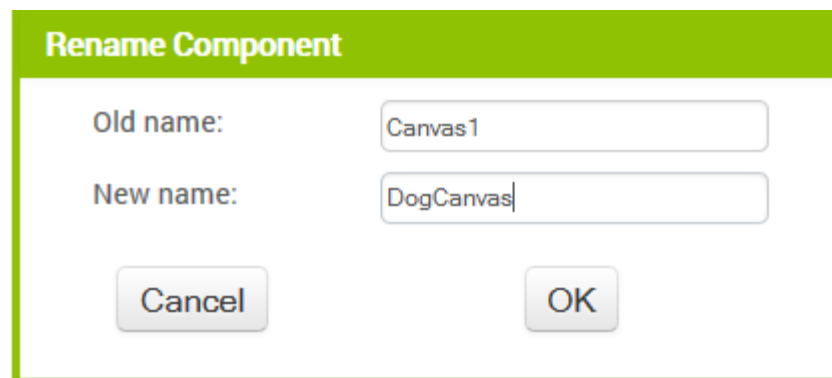 Rename Component
Old name: Canvas1
New name: DogCanvas
Cancel OK